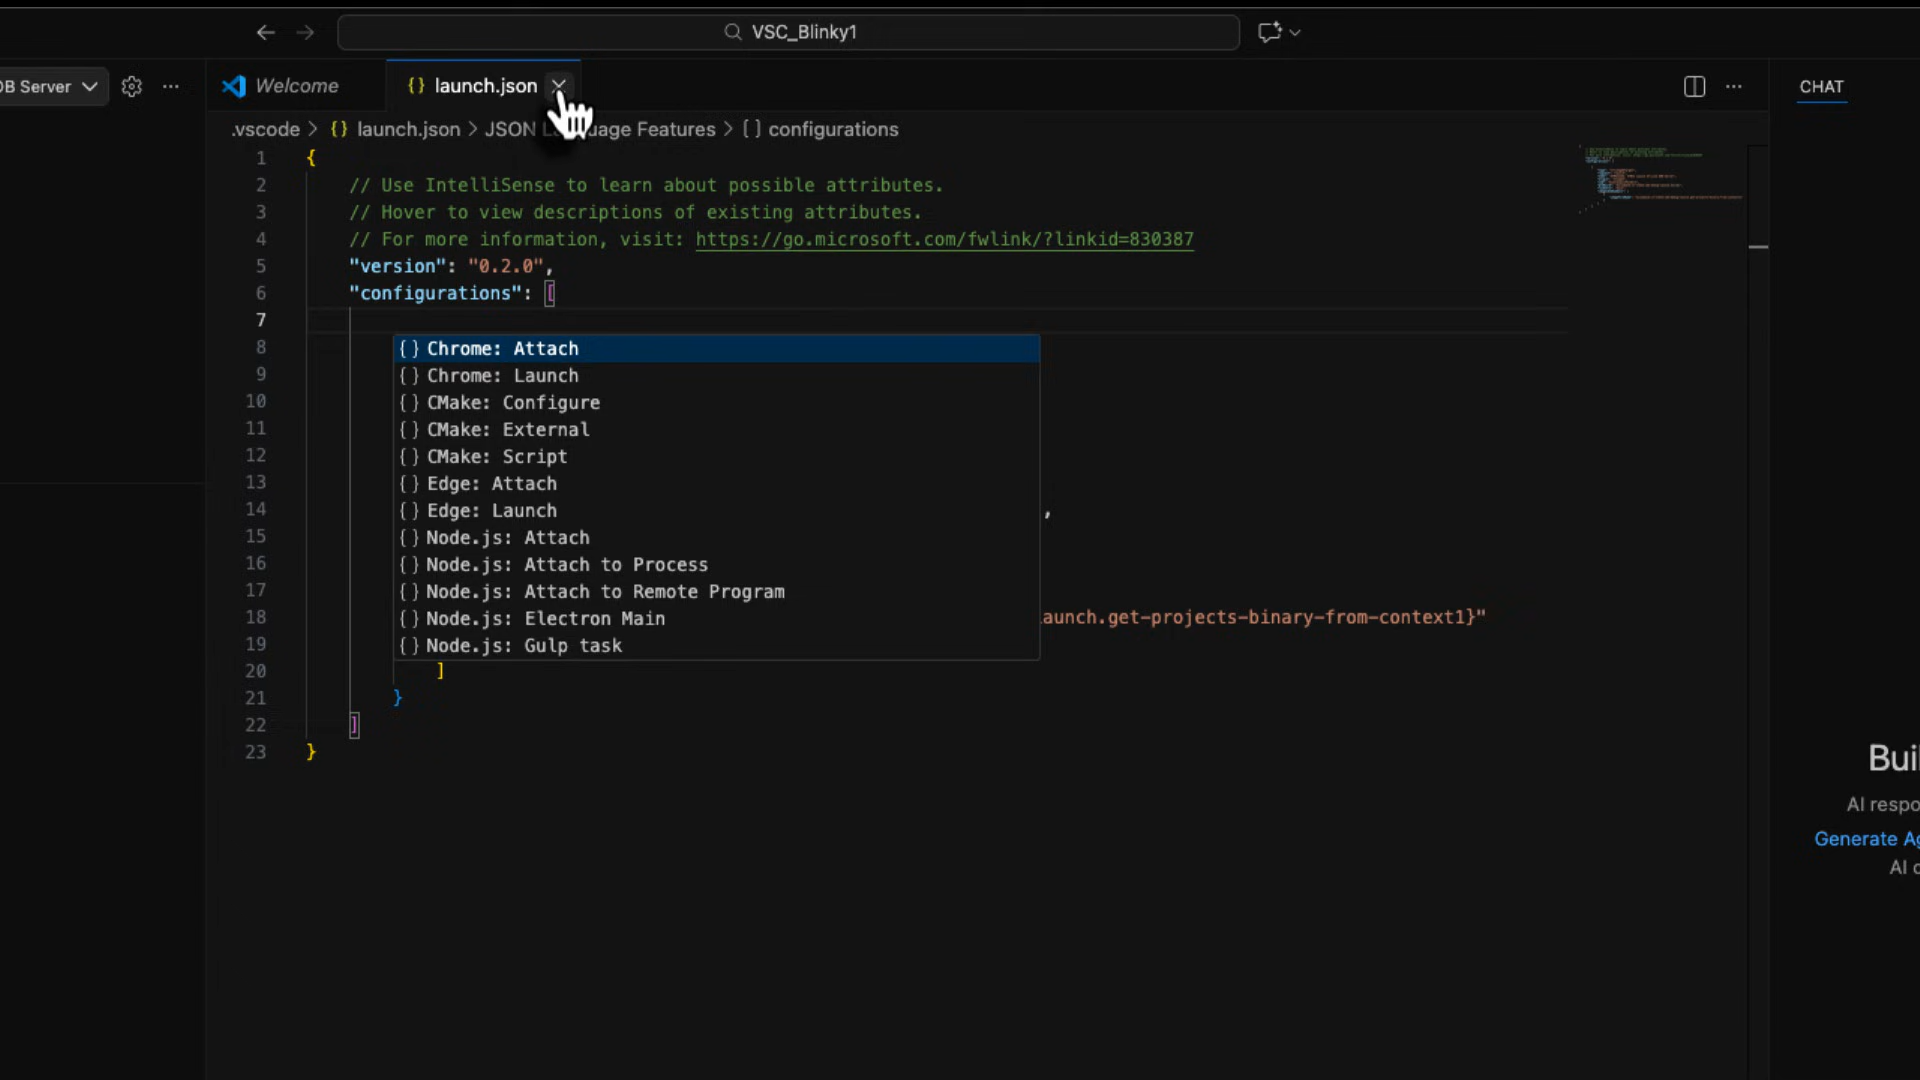 VSC_Blinky1
DB Server
Welcome
{} launch.json
CHAT
.vscode > {} launch.json > JSON Language Features > [ ] configurations
1 {
2 // Use IntelliSense to learn about possible attributes.
3 // Hover to view descriptions of existing attributes.
4 // For more information, visit: https://go.microsoft.com/fwlink/?linkid=830387
5 "version": "0.2.0",
6 "configurations": [
7
8 {} Chrome: Attach
9 {} Chrome: Launch
10 {} CMake: Configure
11 {} CMake: External
12 {} CMake: Script
13 {} Edge: Attach
14 {} Edge: Launch ,
15 {} Node.js: Attach
16 {} Node.js: Attach to Process
17 {} Node.js: Attach to Remote Program
18 {} Node.js: Electron Main launch.get-projects-binary-from-context1}"
19 {} Node.js: Gulp task
20 ]
21 }
22 ]
23 }
Generate
AI